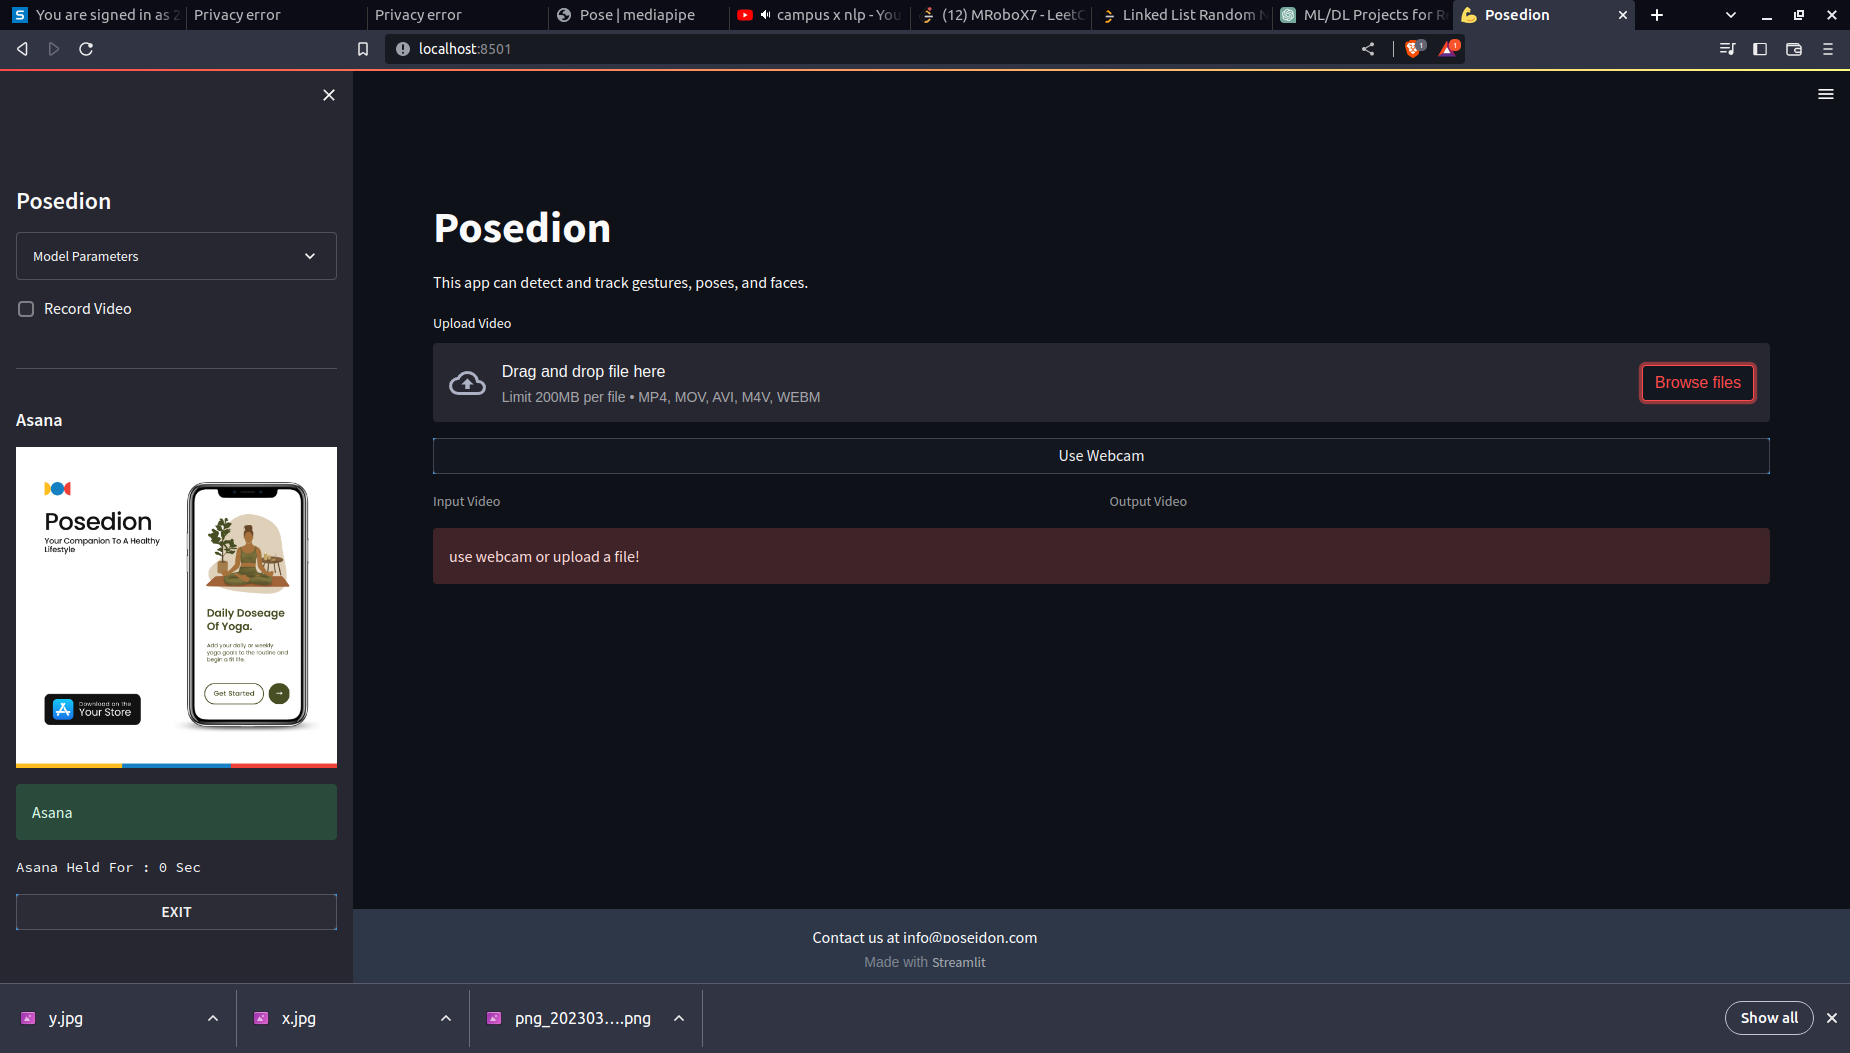 You are signed in as 2
Privacy error
Privacy error
Pose | mediapipe
campus x nlp - You
(12) MRoboX7 - LeetC
Linked List Random N
ML/DL Projects for Re
Posedion
localhost:8501
1
1
Posedion
Model Parameters
Record Video
Asana
Posedion
Your Companion To A Healthy
Lifestyle
Daily Doseage
Of Yoga.
Add your daily or weekly
yoga goals to the routine and
begin a fit life.
Get Started
Download on the
Your Store
Asana
Asana Held For : 0 Sec
EXIT
Posedion
This app can detect and track gestures, poses, and faces.
Upload Video
Drag and drop file here
Limit 200MB per file • MP4, MOV, AVI, M4V, WEBM
Browse files
Use Webcam
Input Video
Output Video
use webcam or upload a file!
Contact us at info@poseidon.com
Made with Streamlit
y.jpg
x.jpg
png_202303....png
Show all